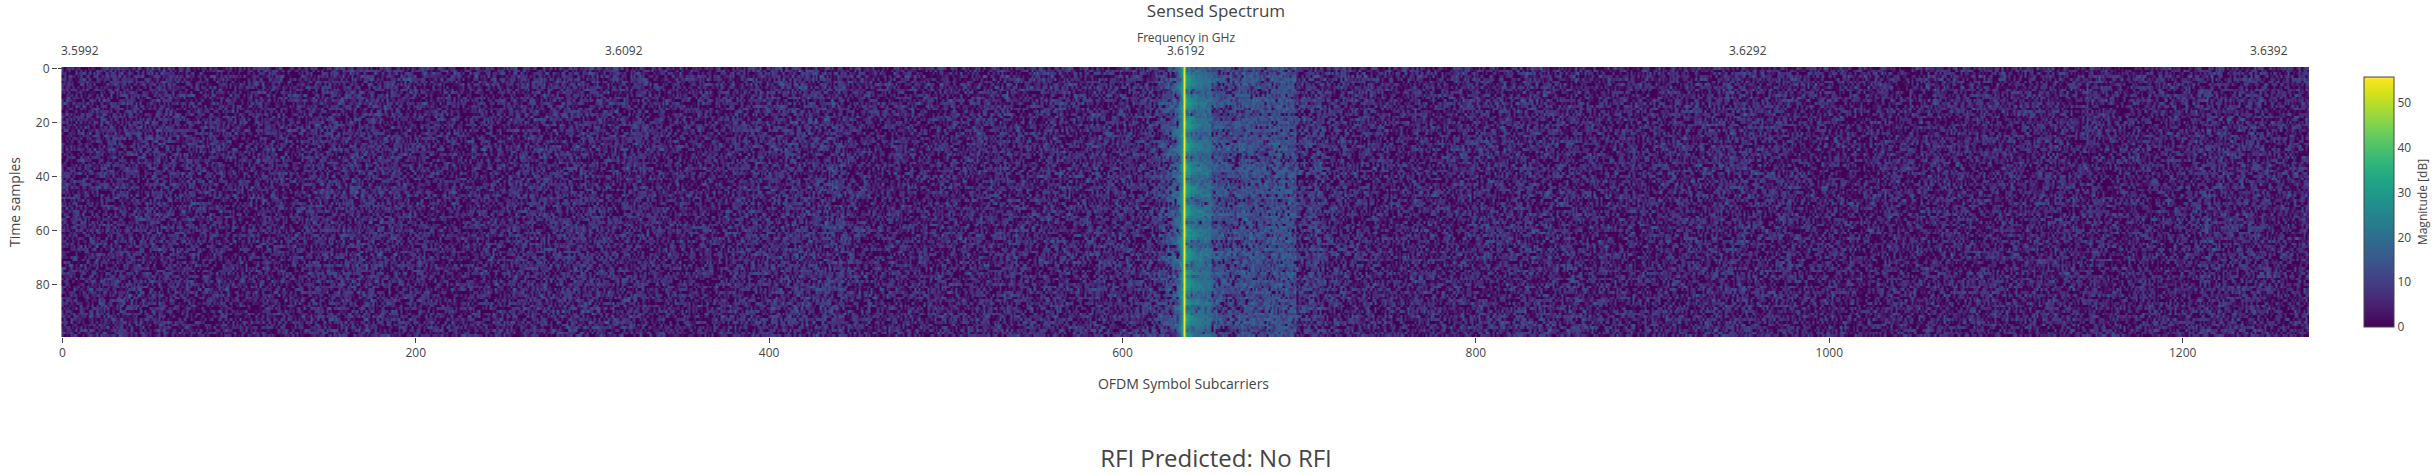 Sensed Spectrum
Frequency in GHz
3.5992 3.6092 3.6192 3.6292 3.6392
Time samples
0
20
40
60
80
0 200 400 600 800 1000 1200
OFDM Symbol Subcarriers
50
40
30
20
10
0
Magnitude [dB]
RFI Predicted: No RFI